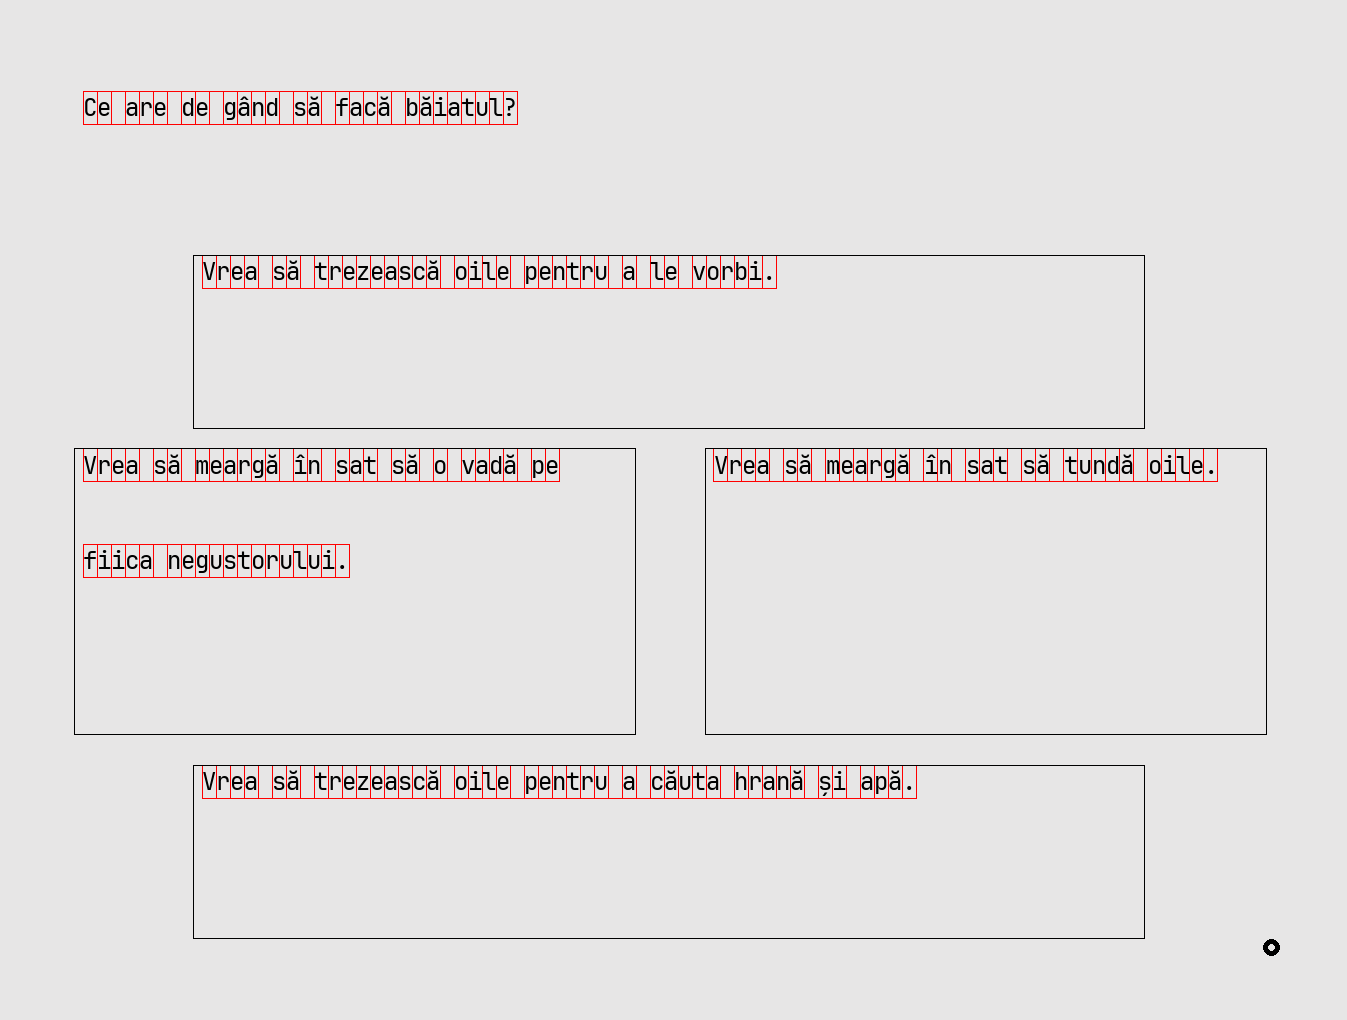 Ce are de gând să facă băiatul?
Vrea să trezească oile pentru a le vorbi.
Vrea să meargă în sat să o vadă pe
fiica negustorului.
Vrea să meargă în sat să tundă oile.
Vrea să trezească oile pentru a căuta hrană și apă.